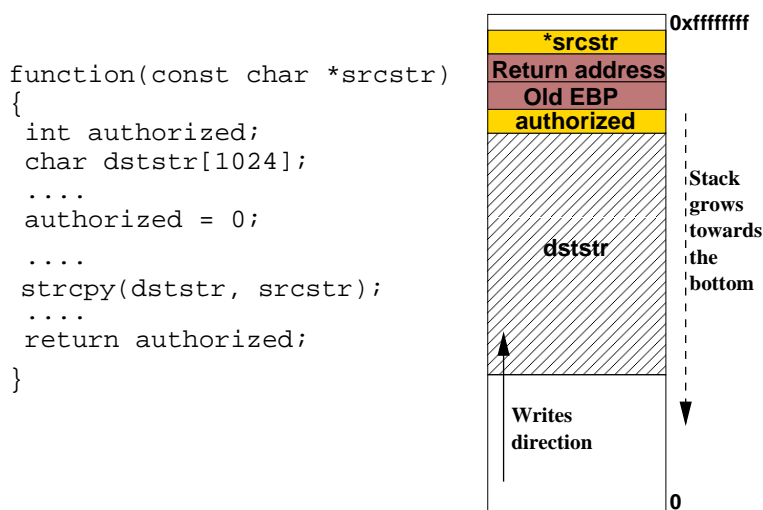 function(const char *srcstr)
{
int authorized;
char dststr[1024];
....
authorized = 0;
....
strcpy(dststr, srcstr);
....
return authorized;
}
0xffffffff
*srcstr
Return address
Old EBP
authorized
dststr
Stack
grows
towards
the
bottom
Writes
direction
0